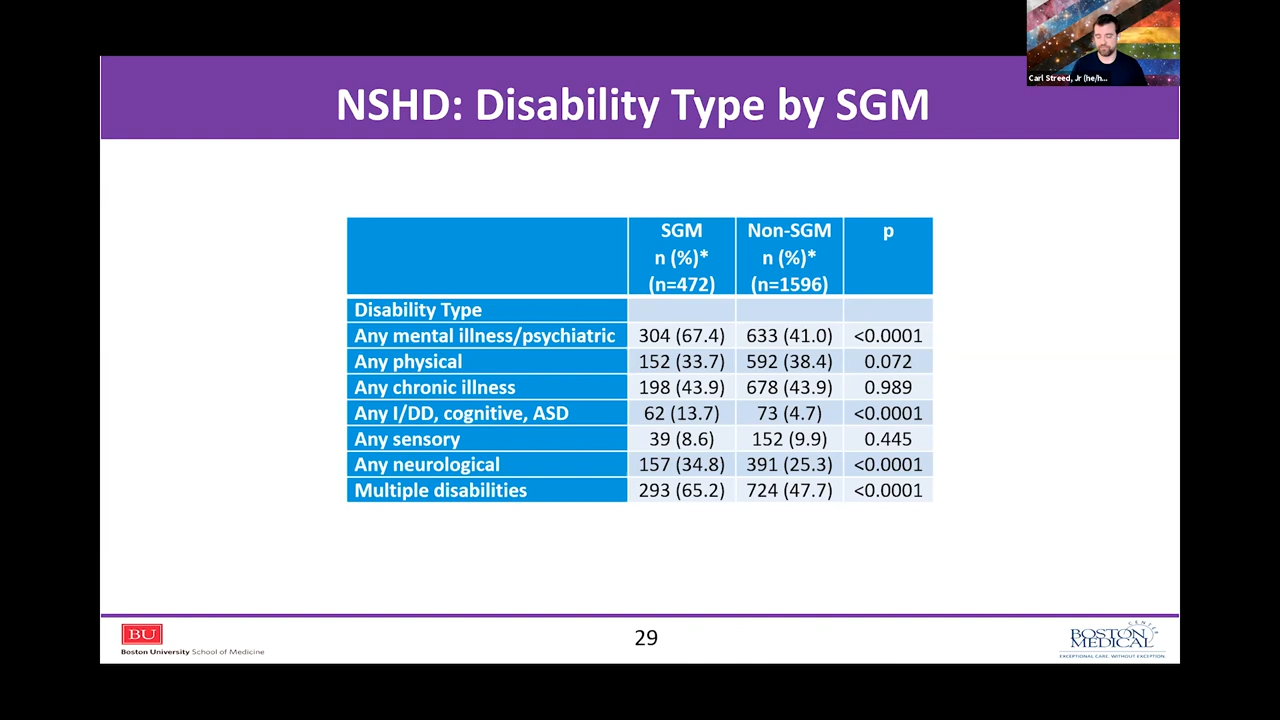 Carl Streed, Jr (he/h...
NSHD: Disability Type by SGM
SGM n (%)* (n=472) Non-SGM n (%)* (n=1596) p
Disability Type
Any mental illness/psychiatric 304 (67.4) 633 (41.0) <0.0001
Any physical 152 (33.7) 592 (38.4) 0.072
Any chronic illness 198 (43.9) 678 (43.9) 0.989
Any I/DD, cognitive, ASD 62 (13.7) 73 (4.7) <0.0001
Any sensory 39 (8.6) 152 (9.9) 0.445
Any neurological 157 (34.8) 391 (25.3) <0.0001
Multiple disabilities 293 (65.2) 724 (47.7) <0.0001
BU
Boston University School of Medicine
29
BOSTON
MEDICAL
CENTER
EXCEPTIONAL CARE. WITHOUT EXCEPTION.